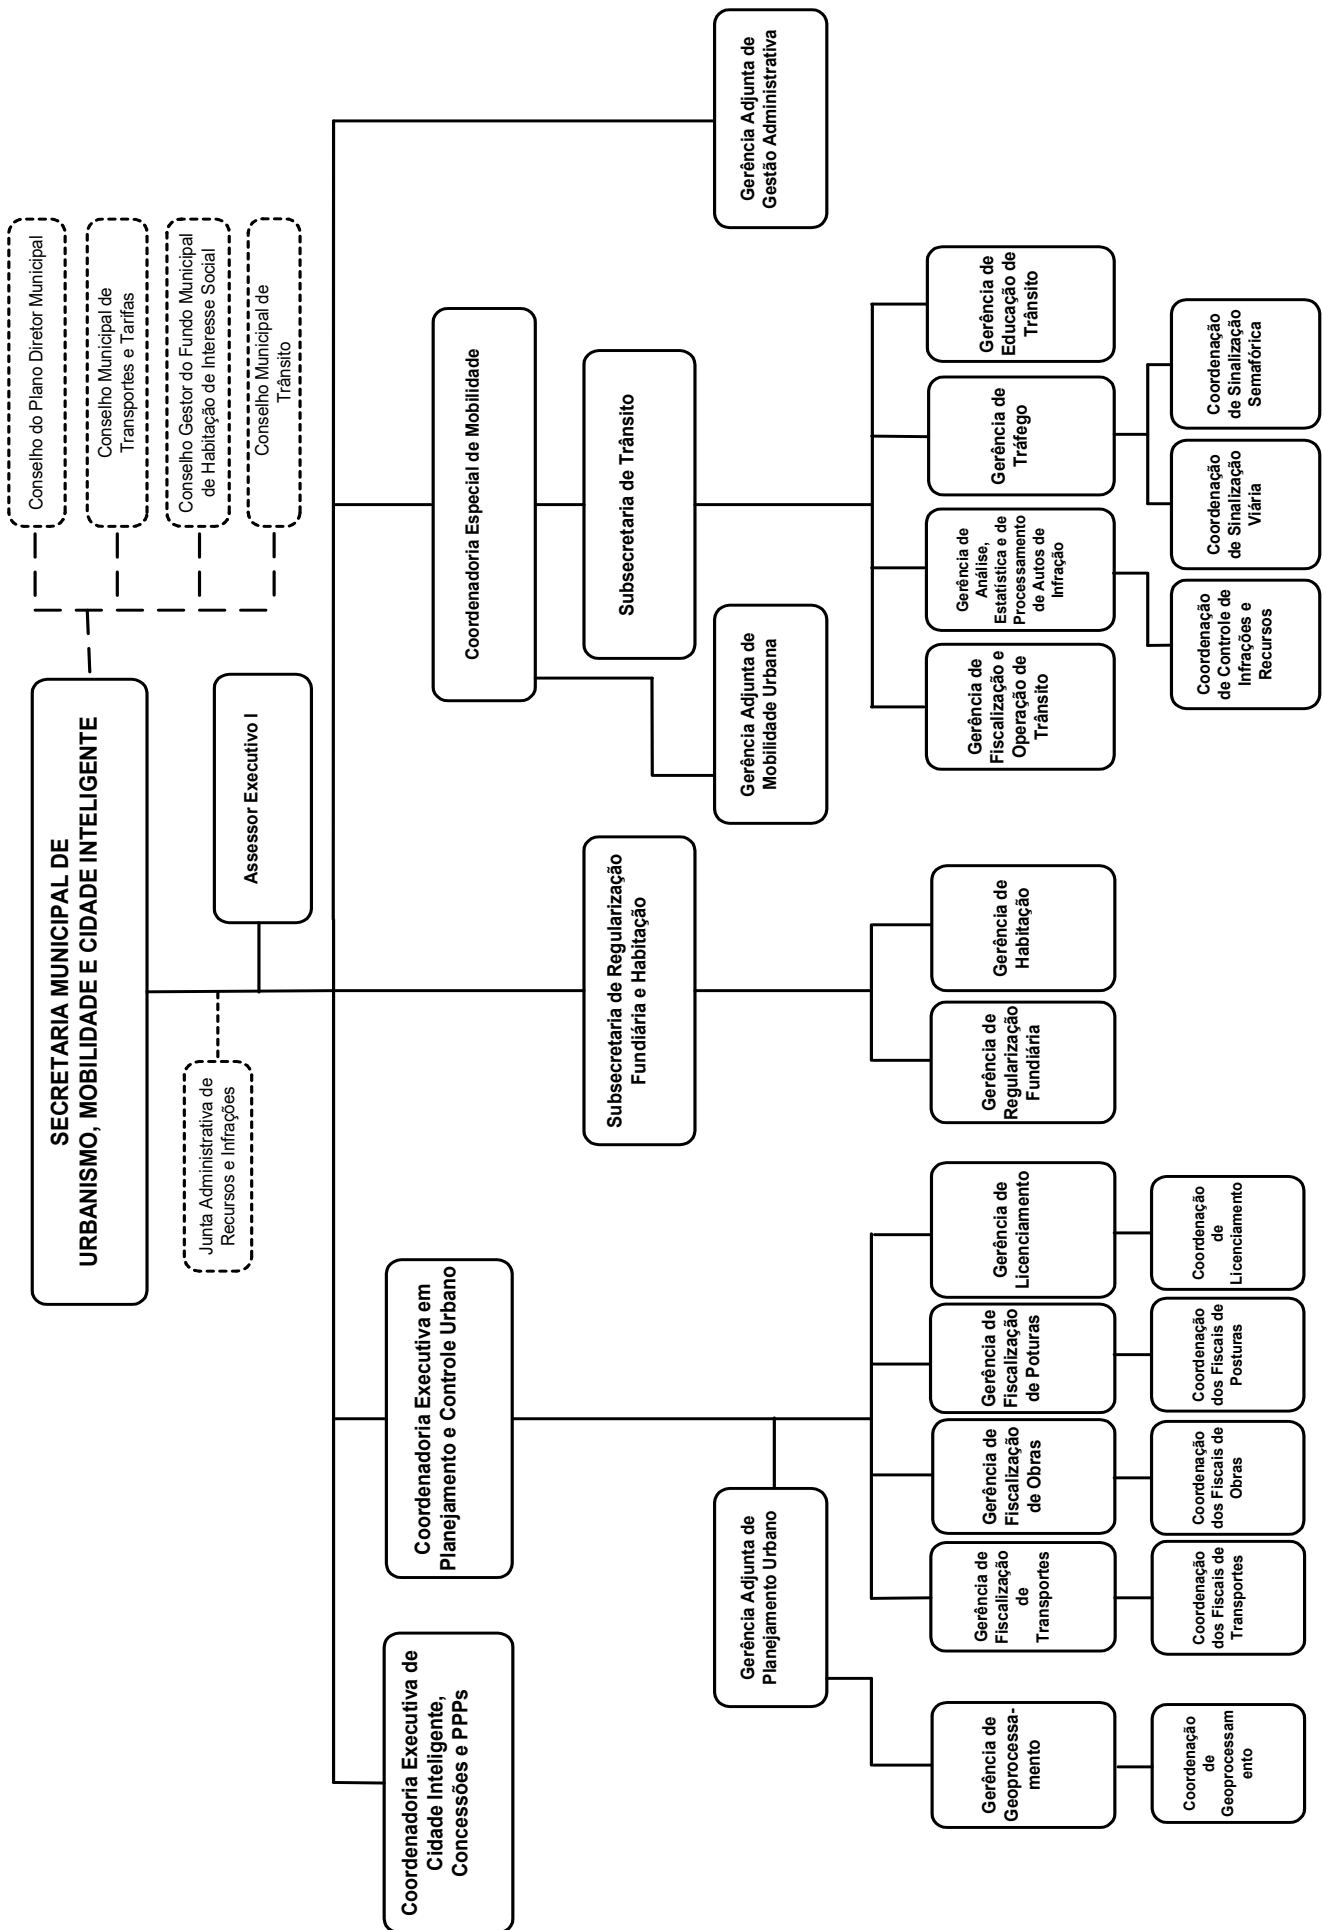 SECRETARIA MUNICIPAL DE
URBANISMO, MOBILIDADE E CIDADE INTELIGENTE
Conselho do Plano Diretor Municipal
Conselho Municipal de
Transportes e Tarifas
Conselho Gestor do Fundo Municipal
de Habitação de Interesse Social
Conselho Municipal de
Trânsito
Junta Administrativa de
Recursos e Infrações
Assessor Executivo I
Coordenadoria Executiva de
Cidade Inteligente,
Concessões e PPPs
Coordenadoria Executiva em
Planejamento e Controle Urbano
Coordenadoria Especial de Mobilidade
Subsecretaria de Regularização
Fundiária e Habitação
Subsecretaria de Trânsito
Gerência Adjunta de
Planejamento Urbano
Gerência Adjunta de
Mobilidade Urbana
Gerência Adjunta de
Gestão Administrativa
Gerência de
Geoprocessa-
mento
Gerência de
Fiscalização
de
Transportes
Gerência de
Fiscalização
de Obras
Gerência de
Fiscalização
de Poturas
Gerência de
Licenciamento
Gerência de
Regularização
Fundiária
Gerência de
Habitação
Gerência de
Fiscalização e
Operação de
Trânsito
Gerência de
Análise,
Estatística e de
Processamento
de Autos de
Infração
Gerência de
Tráfego
Gerência de
Educação de
Trânsito
Coordenação
de
Geoprocessam
ento
Coordenação
dos Fiscais de
Transportes
Coordenação
dos Fiscais de
Obras
Coordenação
dos Fiscais de
Posturas
Coordenação
de
Licenciamento
Coordenação
de Controle de
Infrações e
Recursos
Coordenação
de Sinalização
Viária
Coordenação
de Sinalização
Semafórica